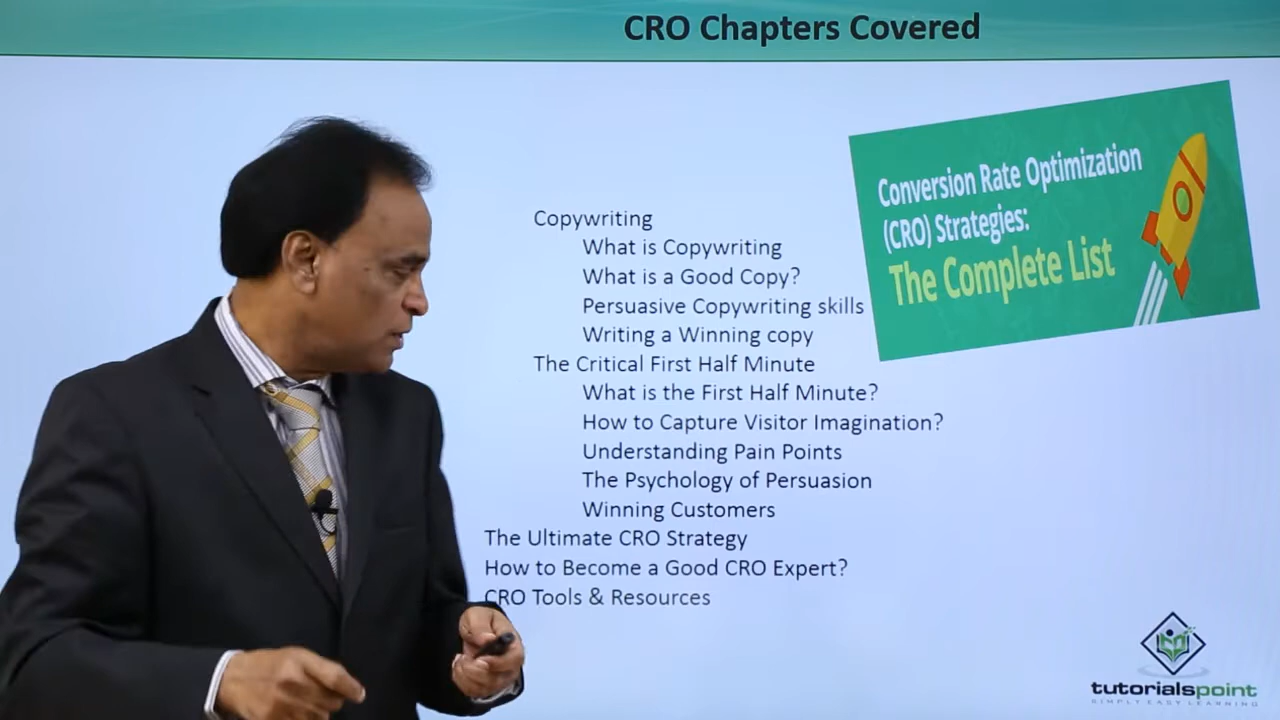 CRO Chapters Covered
Conversion Rate Optimization
(CRO) Strategies:
The Complete List
Copywriting
What is Copywriting
What is a Good Copy?
Persuasive Copywriting skills
Writing a Winning copy
The Critical First Half Minute
What is the First Half Minute?
How to Capture Visitor Imagination?
Understanding Pain Points
The Psychology of Persuasion
Winning Customers
The Ultimate CRO Strategy
How to Become a Good CRO Expert?
CRO Tools & Resources
tutorialspoint
SIMPLY EASY LEARNING